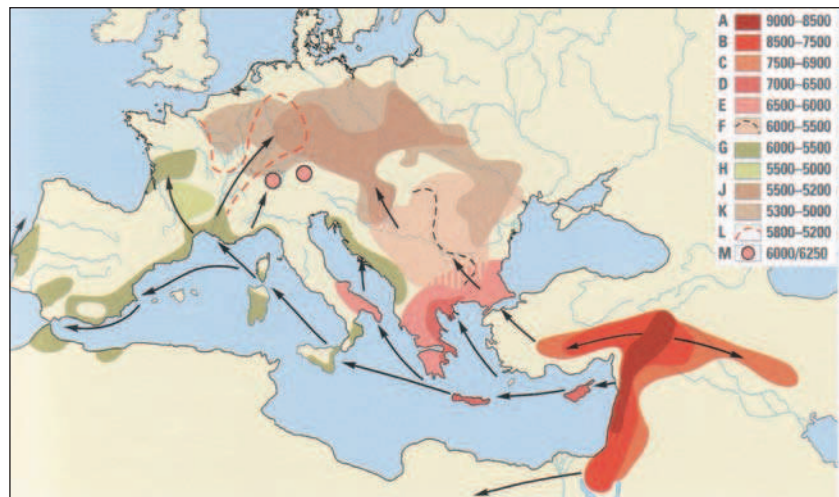 A 9000–8500
B 8500–7500
C 7500–6900
D 7000–6500
E 6500–6000
F 6000–5500
G 6000–5500
H 5500–5000
J 5500–5200
K 5300–5000
L 5800–5200
M 6000/6250